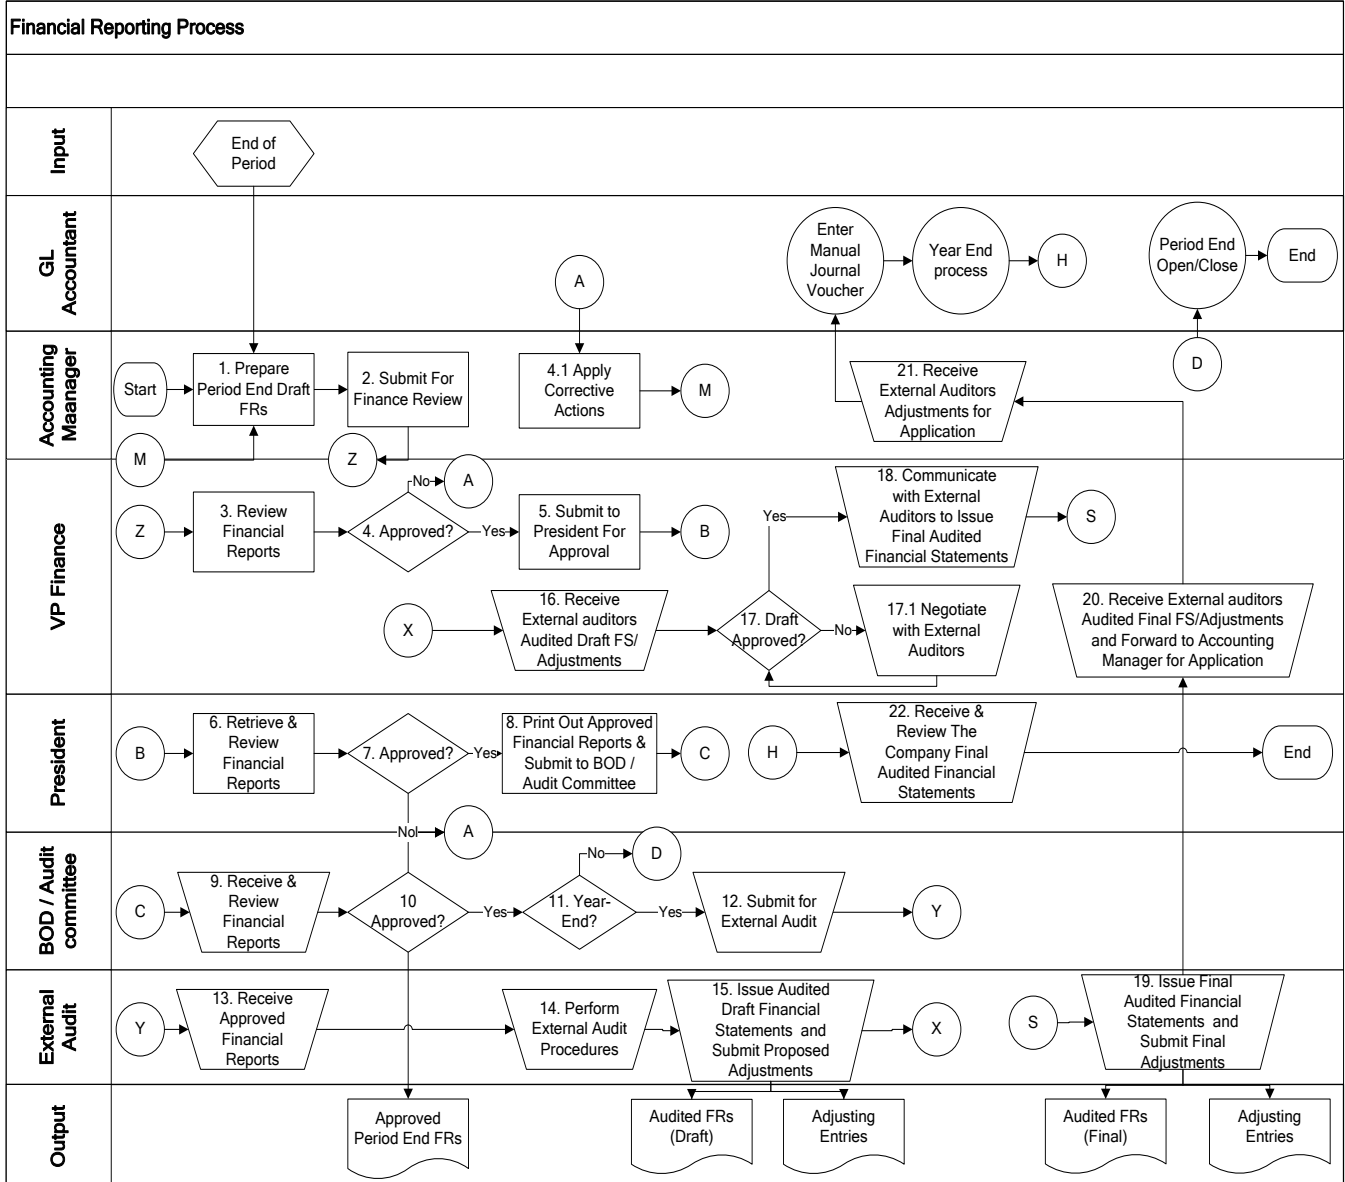 Financial Reporting Process
Input
End of
Period
GL
Accountant
A
Enter
Manual
Journal
Voucher
Year End
process
H
Period End
Open/Close
End
Accounting
Maanager
Start
1. Prepare
Period End Draft
FRs
2. Submit For
Finance Review
4.1 Apply
Corrective
Actions
M
21. Receive
External Auditors
Adjustments for
Application
D
M
Z
VP Finance
Z
3. Review
Financial
Reports
4. Approved?
No
A
Yes
5. Submit to
President For
Approval
B
Yes
18. Communicate
with External
Auditors to Issue
Final Audited
Financial Statements
S
X
16. Receive
External auditors
Audited Draft FS/
Adjustments
17. Draft
Approved?
No
17.1 Negotiate
with External
Auditors
20. Receive External auditors
Audited Final FS/Adjustments
and Forward to Accounting
Manager for Application
President
B
6. Retrieve &
Review
Financial
Reports
7. Approved?
Yes
8. Print Out Approved
Financial Reports &
Submit to BOD /
Audit Committee
C
H
22. Receive &
Review The
Company Final
Audited Financial
Statements
End
Nol
A
BOD / Audit
committee
C
9. Receive &
Review
Financial
Reports
10
Approved?
Yes
11. Year-
End?
No
D
Yes
12. Submit for
External Audit
Y
External
Audit
Y
13. Receive
Approved
Financial
Reports
14. Perform
External Audit
Procedures
15. Issue Audited
Draft Financial
Statements and
Submit Proposed
Adjustments
X
S
19. Issue Final
Audited Financial
Statements and
Submit Final
Adjustments
Output
Approved
Period End FRs
Audited FRs
(Draft)
Adjusting
Entries
Audited FRs
(Final)
Adjusting
Entries